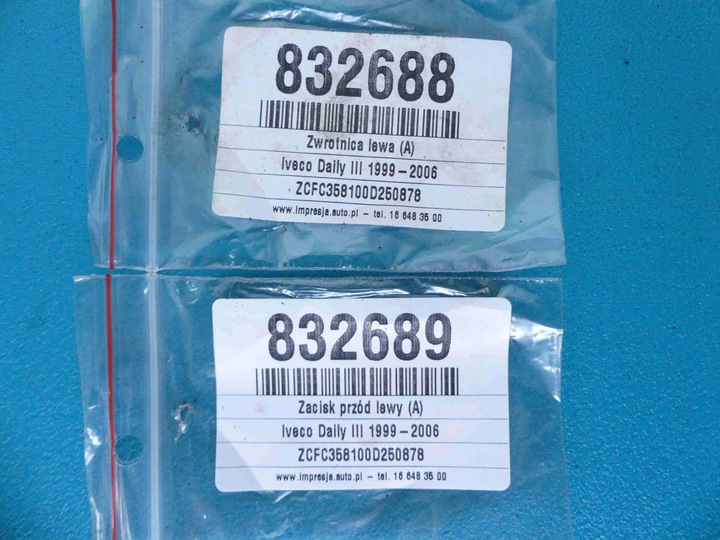 832688
Zwrotnica lewa (A)
Iveco Daily III 1999-2006
ZCFC358100D250878
www.impresja.auto.pl - tel. 16 648 35 00
832689
Zacisk przód lewy (A)
Iveco Daily III 1999-2006
ZCFC358100D250878
www.impresja.auto.pl - tel. 16 648 35 00